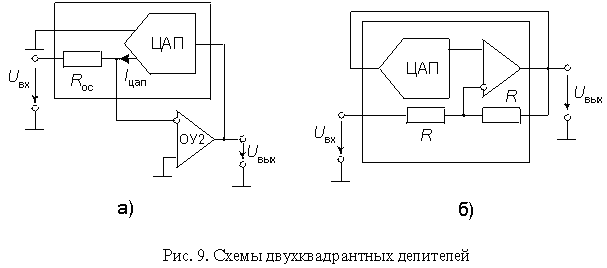 ЦАП
Uвх
Rос
Iцап
ОУ2
Uвых
а)
ЦАП
Uвх
R
R
Uвых
б)
Рис. 9. Схемы двухквадрантных делителей